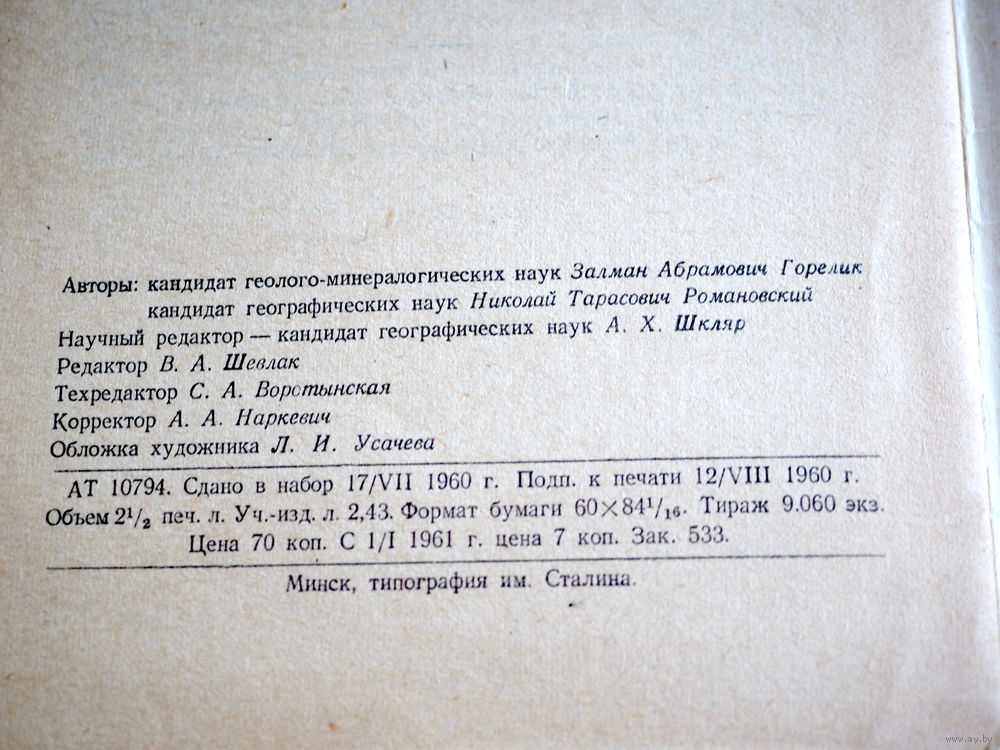 Авторы: кандидат геолого-минералогических наук Залман Абрамович Горелик
кандидат географических наук Николай Тарасович Романовский
Научный редактор — кандидат географических наук А. Х. Шкляр
Редактор В. А. Шевлак
Техредактор С. А. Воротынская
Корректор А. А. Наркевич
Обложка художника Л. И. Усачева
АТ 10794. Сдано в набор 17/VII 1960 г. Подп. к печати 12/VIII 1960 г.
Объем 2¹/₂ печ. л. Уч.-изд. л. 2,43. Формат бумаги 60×84¹/₁₆. Тираж 9.060 экз.
Цена 70 коп. С 1/I 1961 г. цена 7 коп. Зак. 533.
Минск, типография им. Сталина.
www.ay.by